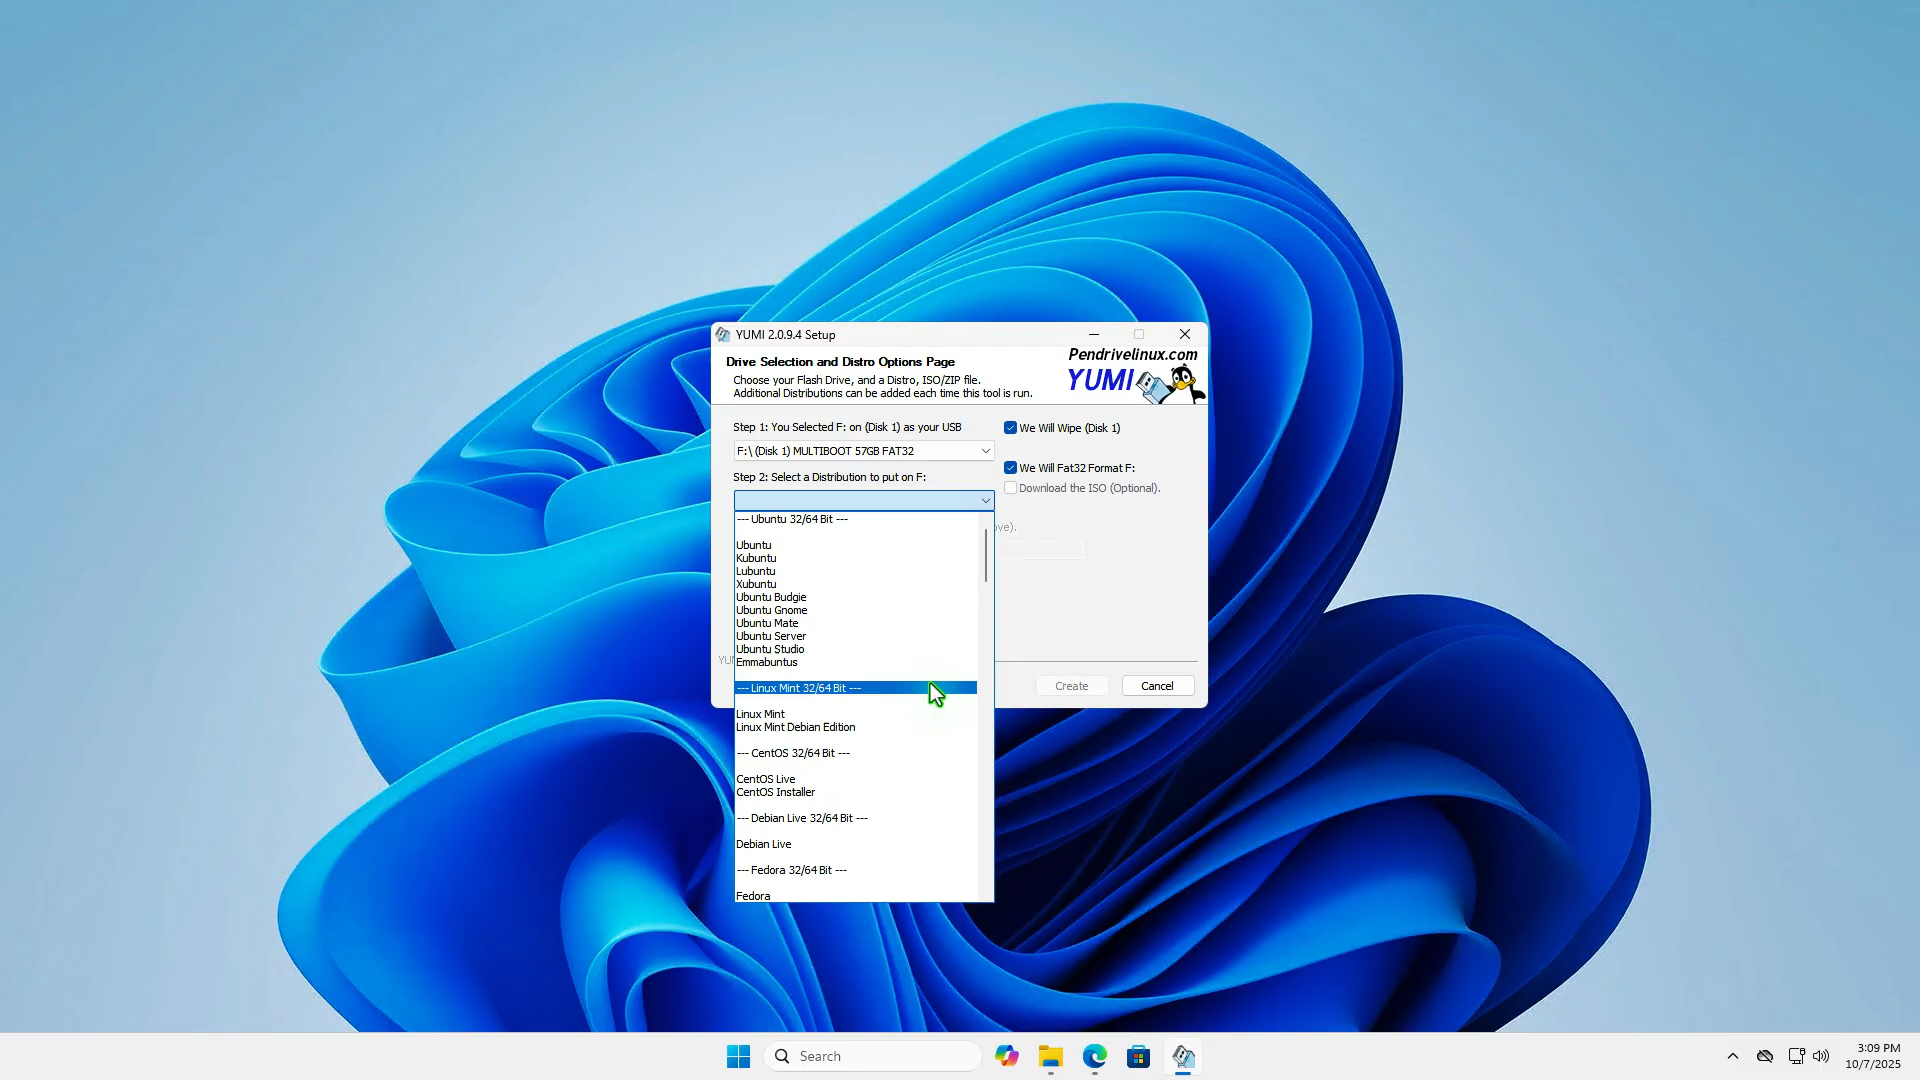 YUMI 2.0.9.4 Setup
Drive Selection and Distro Options Page
Choose your Flash Drive, and a Distro, ISO/ZIP file.
Additional Distributions can be added each time this tool is run.
Pendrivelinux.com
YUMI
Step 1: You Selected F: on (Disk 1) as your USB
We Will Wipe (Disk 1)
F:\ (Disk 1) MULTIBOOT 57GB FAT32
We Will Fat32 Format F:
Step 2: Select a Distribution to put on F:
Download the ISO (Optional).
--- Ubuntu 32/64 Bit ---
Ubuntu
Kubuntu
Lubuntu
Xubuntu
Ubuntu Budgie
Ubuntu Gnome
Ubuntu Mate
Ubuntu Server
Ubuntu Studio
Emmabuntus
--- Linux Mint 32/64 Bit ---
Linux Mint
Linux Mint Debian Edition
--- CentOS 32/64 Bit ---
CentOS Live
CentOS Installer
--- Debian Live 32/64 Bit ---
Debian Live
--- Fedora 32/64 Bit ---
Fedora
Create
Cancel
Search
3:09 PM
10/7/2025